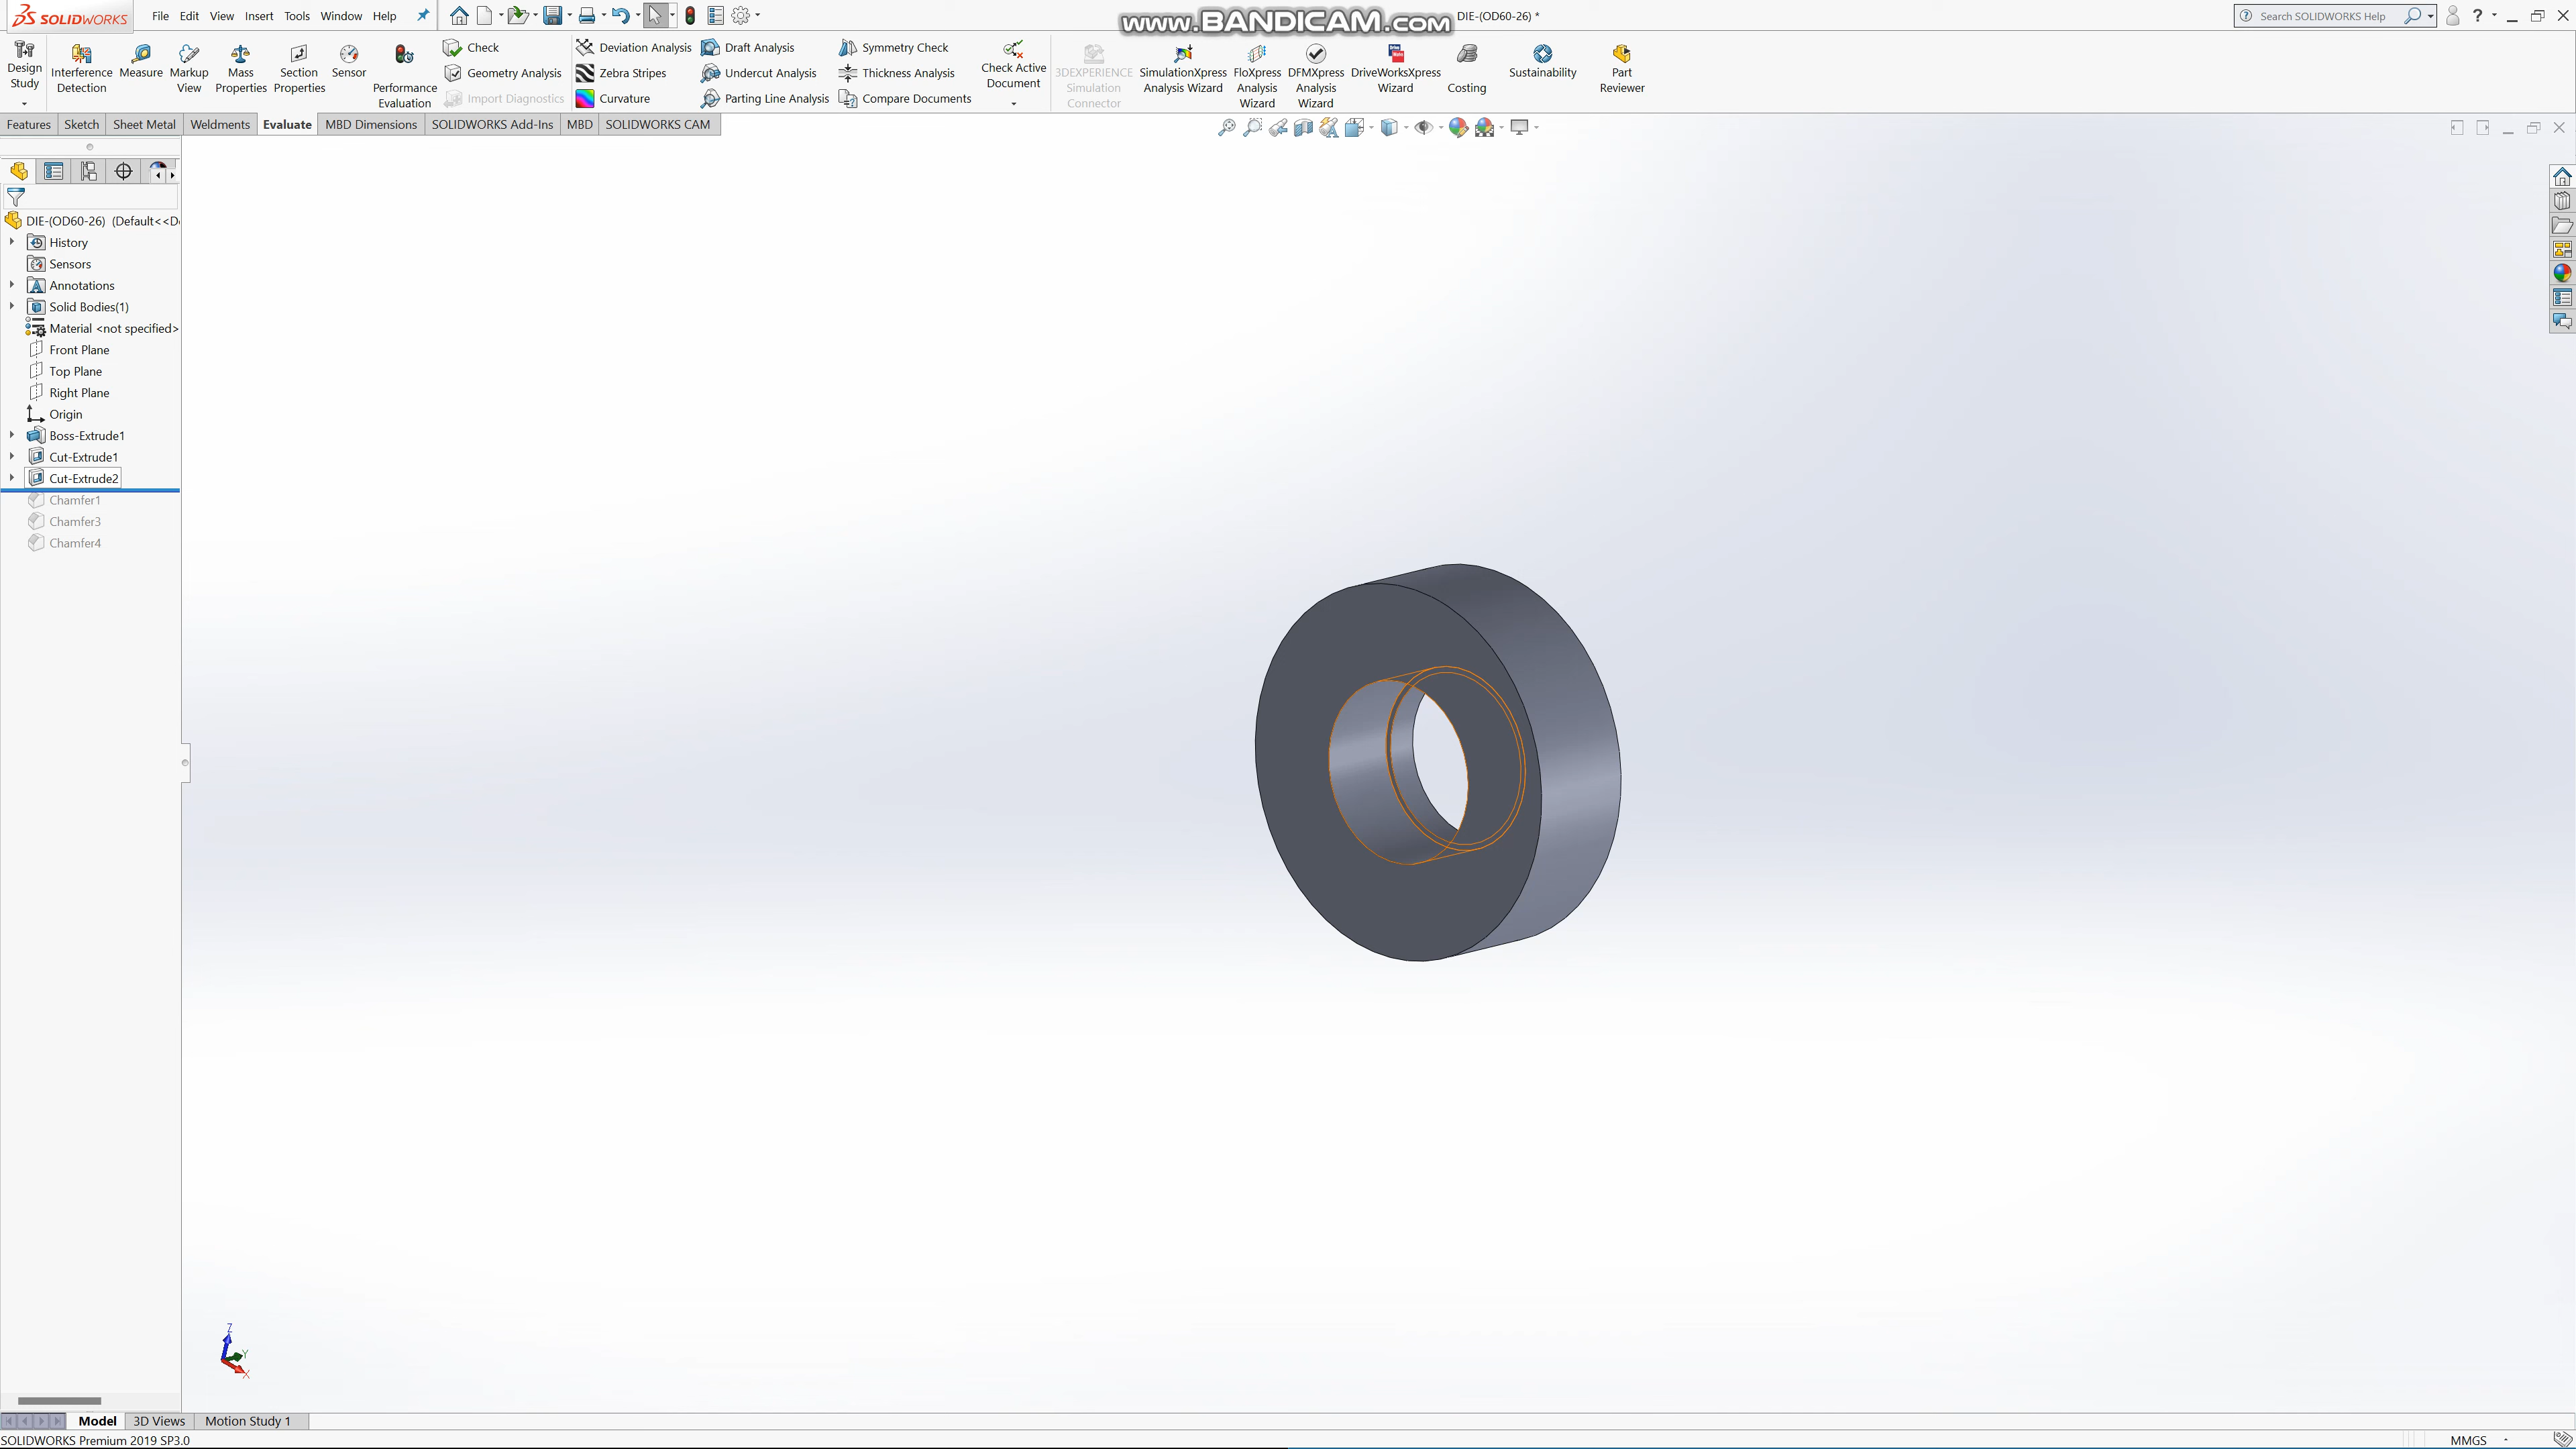 SOLIDWORKS File Edit View Insert Tools Window Help
www.BANDICAM.com
DIE-(OD60-26) *
Search SOLIDWORKS Help
Design Study
Interference Detection
Measure
Markup View
Mass Properties
Section Properties
Sensor
Performance Evaluation
Check
Geometry Analysis
Import Diagnostics
Deviation Analysis
Zebra Stripes
Curvature
Draft Analysis
Undercut Analysis
Parting Line Analysis
Symmetry Check
Thickness Analysis
Compare Documents
Check Active Document
3DEXPERIENCE Simulation Connector
SimulationXpress Analysis Wizard
FloXpress Analysis Wizard
DFMXpress Analysis Wizard
DriveWorksXpress Wizard
Costing
Sustainability
Part Reviewer
Features Sketch Sheet Metal Weldments Evaluate MBD Dimensions SOLIDWORKS Add-Ins MBD SOLIDWORKS CAM
DIE-(OD60-26) (Default<<D
History
Sensors
Annotations
Solid Bodies(1)
Material <not specified>
Front Plane
Top Plane
Right Plane
Origin
Boss-Extrude1
Cut-Extrude1
Cut-Extrude2
Chamfer1
Chamfer3
Chamfer4
Z
Y
X
Model 3D Views Motion Study 1
SOLIDWORKS Premium 2019 SP3.0
MMGS